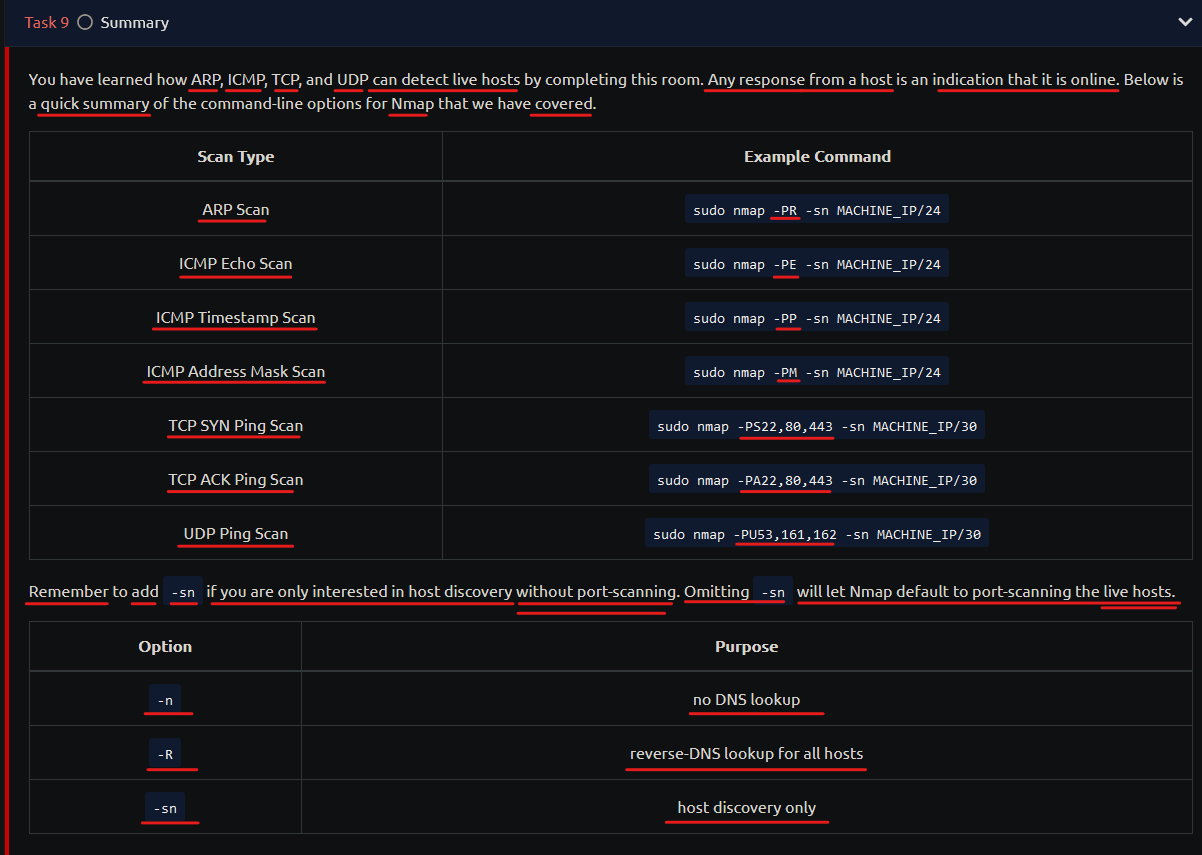 Task 9 Summary
You have learned how ARP, ICMP, TCP, and UDP can detect live hosts by completing this room. Any response from a host is an indication that it is online. Below is
a quick summary of the command-line options for Nmap that we have covered.
Scan Type Example Command
ARP Scan sudo nmap -PR -sn MACHINE_IP/24
ICMP Echo Scan sudo nmap -PE -sn MACHINE_IP/24
ICMP Timestamp Scan sudo nmap -PP -sn MACHINE_IP/24
ICMP Address Mask Scan sudo nmap -PM -sn MACHINE_IP/24
TCP SYN Ping Scan sudo nmap -PS22,80,443 -sn MACHINE_IP/30
TCP ACK Ping Scan sudo nmap -PA22,80,443 -sn MACHINE_IP/30
UDP Ping Scan sudo nmap -PU53,161,162 -sn MACHINE_IP/30
Remember to add -sn if you are only interested in host discovery without port-scanning. Omitting -sn will let Nmap default to port-scanning the live hosts.
Option Purpose
-n no DNS lookup
-R reverse-DNS lookup for all hosts
-sn host discovery only